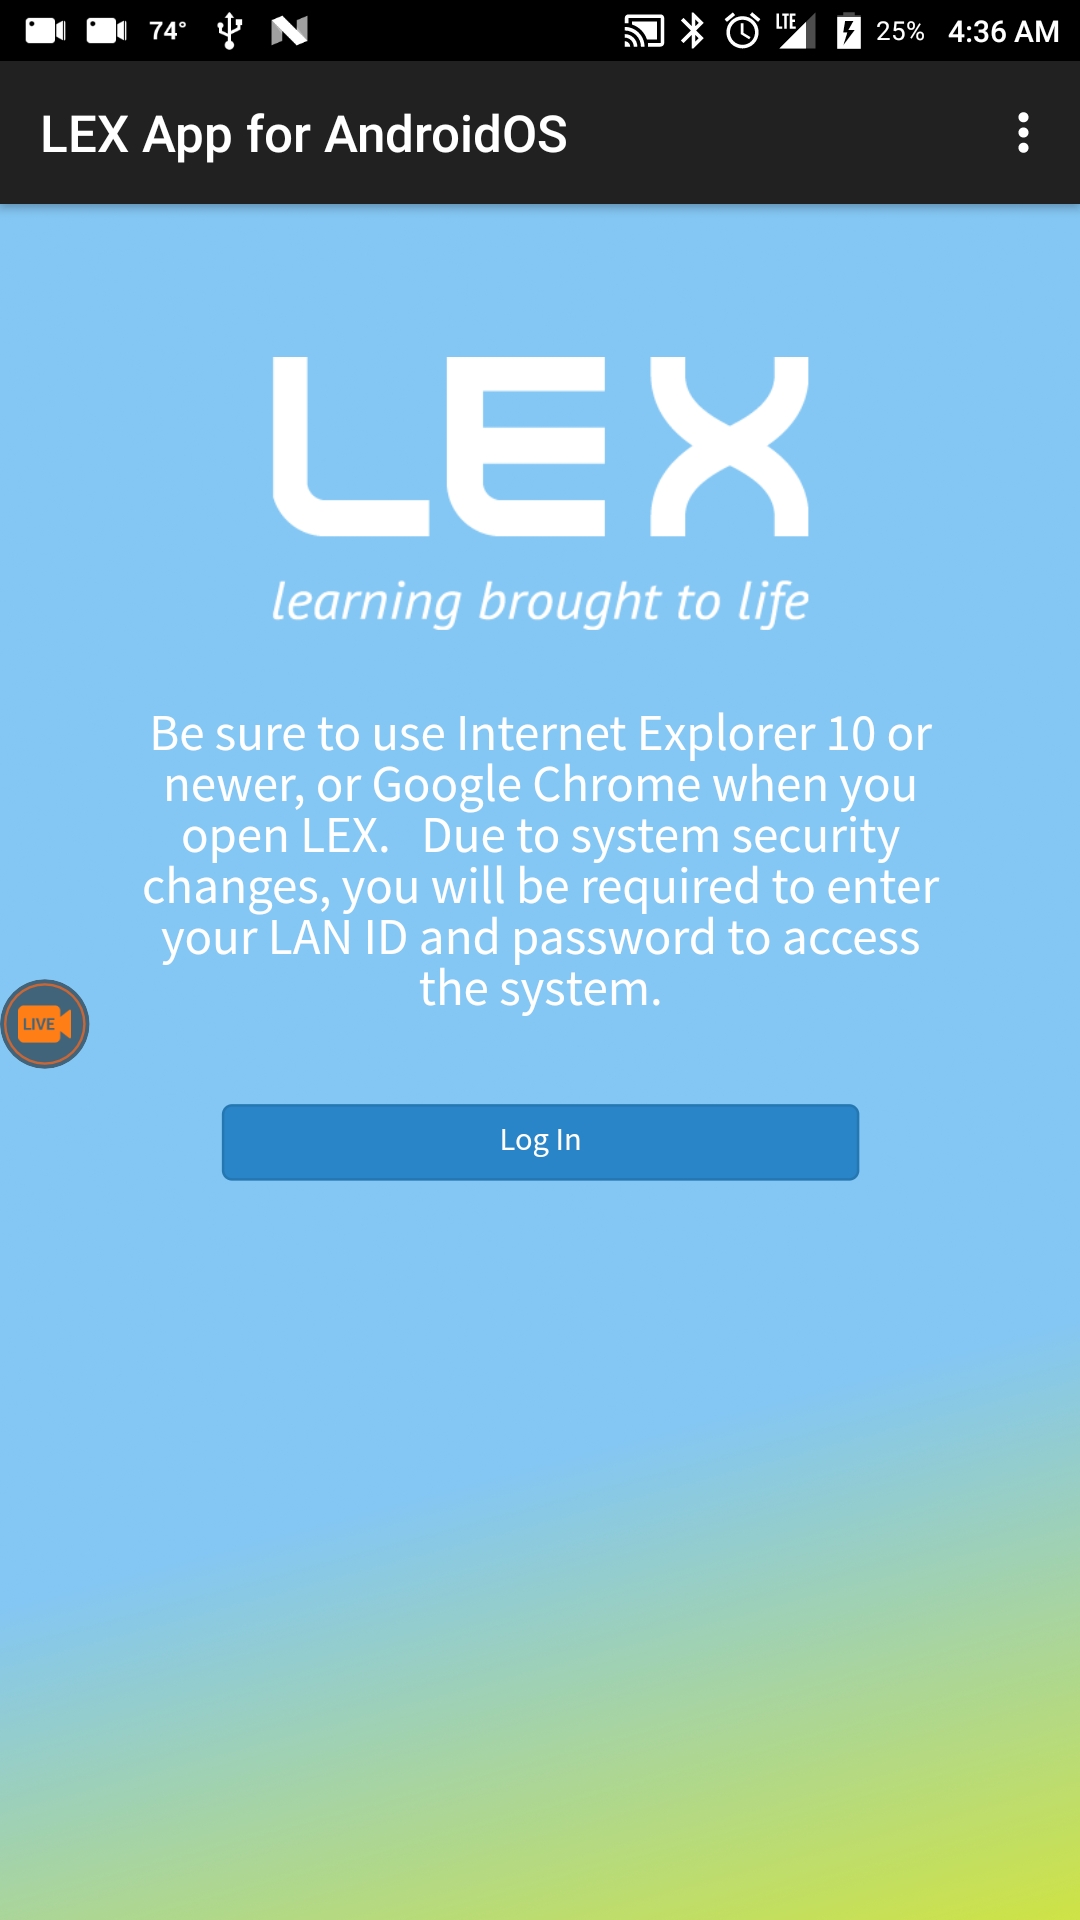 74° LTE 25% 4:36 AM
LEX App for AndroidOS
LEX
learning brought to life
Be sure to use Internet Explorer 10 or
newer, or Google Chrome when you
open LEX.   Due to system security
changes, you will be required to enter
your LAN ID and password to access
the system.
LIVE
Log In